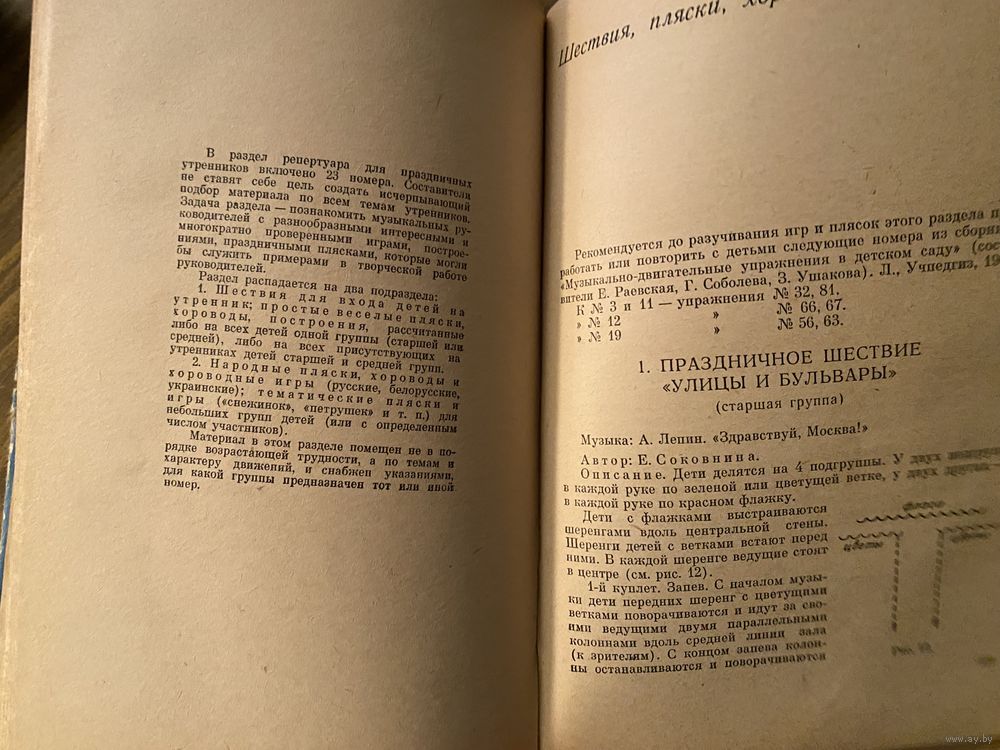 В раздел репертуара для праздничных
утренников включено 23 номера. Составители
не ставят себе цель создать исчерпывающий
подбор материала по всем темам утренников.
Задача раздела — познакомить музыкальных ру-
ководителей с разнообразными интересными и
многократно проверенными играми, построе-
ниями, праздничными плясками, которые могли
бы служить примерами в творческой работе
руководителей.
Раздел распадается на два подраздела:
1. Шествия для входа детей на
утренник; простые веселые пляски,
хороводы, построения, рассчитанные
либо на всех детей одной группы (старшей или
средней), либо на всех присутствующих на
утренниках детей старшей и средней групп.
2. Народные пляски, хороводы и
хороводные игры (русские, белорусские,
украинские); тематические пляски и
игры («снежинок», «петрушек» и т. п.) для
небольших групп детей (или с определенным
числом участников).
Материал в этом разделе помещен не в по-
рядке возрастающей трудности, а по темам и
характеру движений, и снабжен указаниями,
для какой группы предназначен тот или иной
номер.
Шествия, пляски,
Рекомендуется до разучивания игр и плясок этого раздела
работать или повторить с детьми следующие номера из
«Музыкально-двигательные упражнения в детском саду»
вители Е. Раевская, Г. Соболева, З. Ушакова). Л., Учпедгиз,
К № 3 и 11 — упражнения № 32, 81.
» № 12 » № 66, 67.
» № 19 » № 56, 63.
1. ПРАЗДНИЧНОЕ ШЕСТВИЕ
«УЛИЦЫ И БУЛЬВАРЫ»
(старшая группа)
Музыка: А. Лепин. «Здравствуй, Москва!»
Автор: Е. Соковнина.
Описание. Дети делятся на 4 подгруппы. У двух
в каждой руке по зеленой или цветущей ветке, у двух других
в каждой руке по красному флажку.
Дети с флажками выстраиваются
шеренгами вдоль центральной стены.
Шеренги детей с ветками встают перед
ними. В каждой шеренге ведущие стоят
в центре (см. рис. 12).
1-й куплет. Запев. С началом музы-
ки дети передних шеренг с цветущими
ветками поворачиваются и идут за сво-
ими ведущими двумя параллельными
колоннами вдоль средней линии зала
(к зрителям). С концом запева колон-
ны останавливаются и поворачиваются
Рис. 12.
www.ay.by